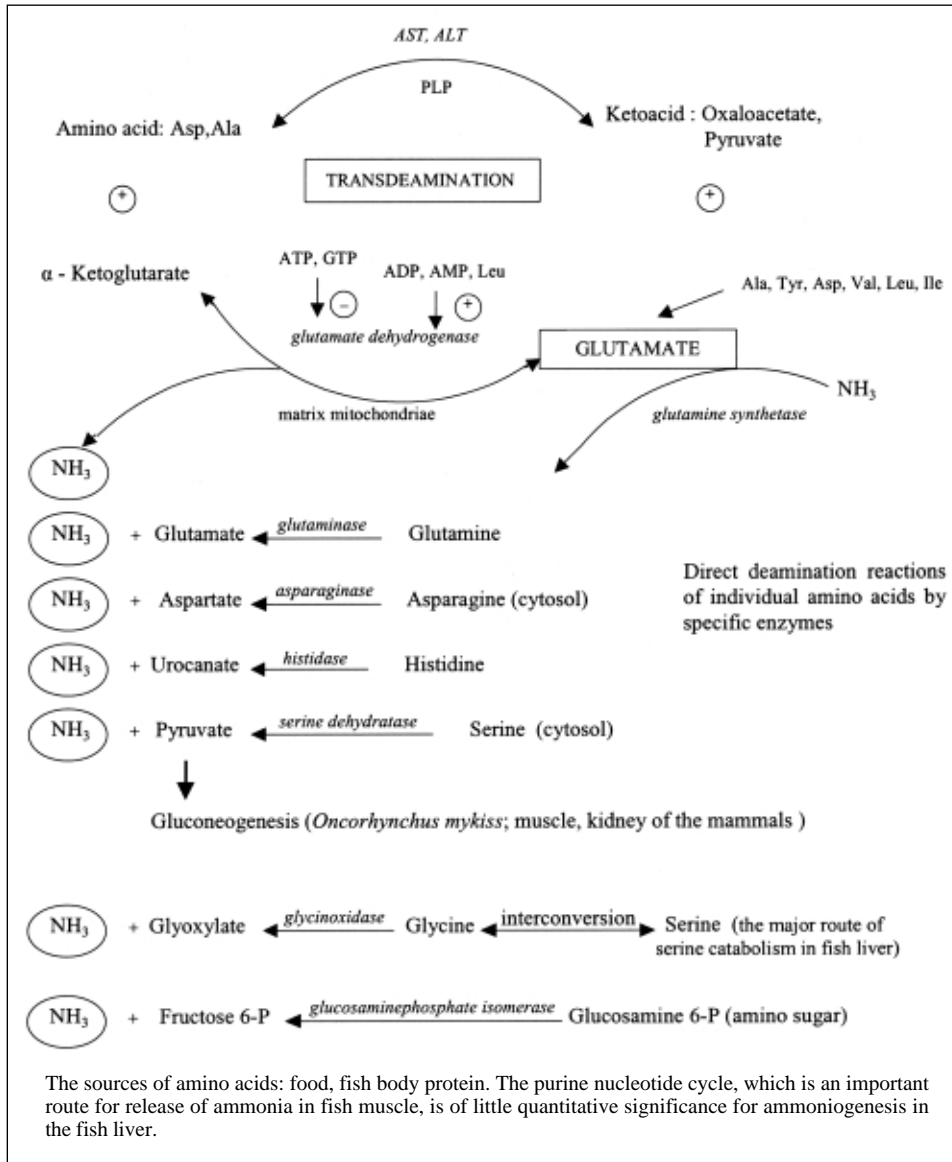 AST, ALT
PLP
Amino acid: Asp,Ala
Ketoacid : Oxaloacetate,
Pyruvate
TRANSDEAMINATION
+
+
α - Ketoglutarate
ATP, GTP
ADP, AMP, Leu
Ala, Tyr, Asp, Val, Leu, Ile
−
+
glutamate dehydrogenase
GLUTAMATE
NH₃
matrix mitochondriae
glutamine synthetase
NH₃
NH₃ + Glutamate glutaminase Glutamine
Direct deamination reactions
of individual amino acids by
specific enzymes
NH₃ + Aspartate asparaginase Asparagine (cytosol)
NH₃ + Urocanate histidase Histidine
NH₃ + Pyruvate serine dehydratase Serine (cytosol)
Gluconeogenesis (Oncorhynchus mykiss; muscle, kidney of the mammals )
NH₃ + Glyoxylate glycinoxidase Glycine interconversion Serine (the major route of
serine catabolism in fish liver)
NH₃ + Fructose 6-P glucosaminephosphate isomerase Glucosamine 6-P (amino sugar)
The sources of amino acids: food, fish body protein. The purine nucleotide cycle, which is an important
route for release of ammonia in fish muscle, is of little quantitative significance for ammoniogenesis in
the fish liver.